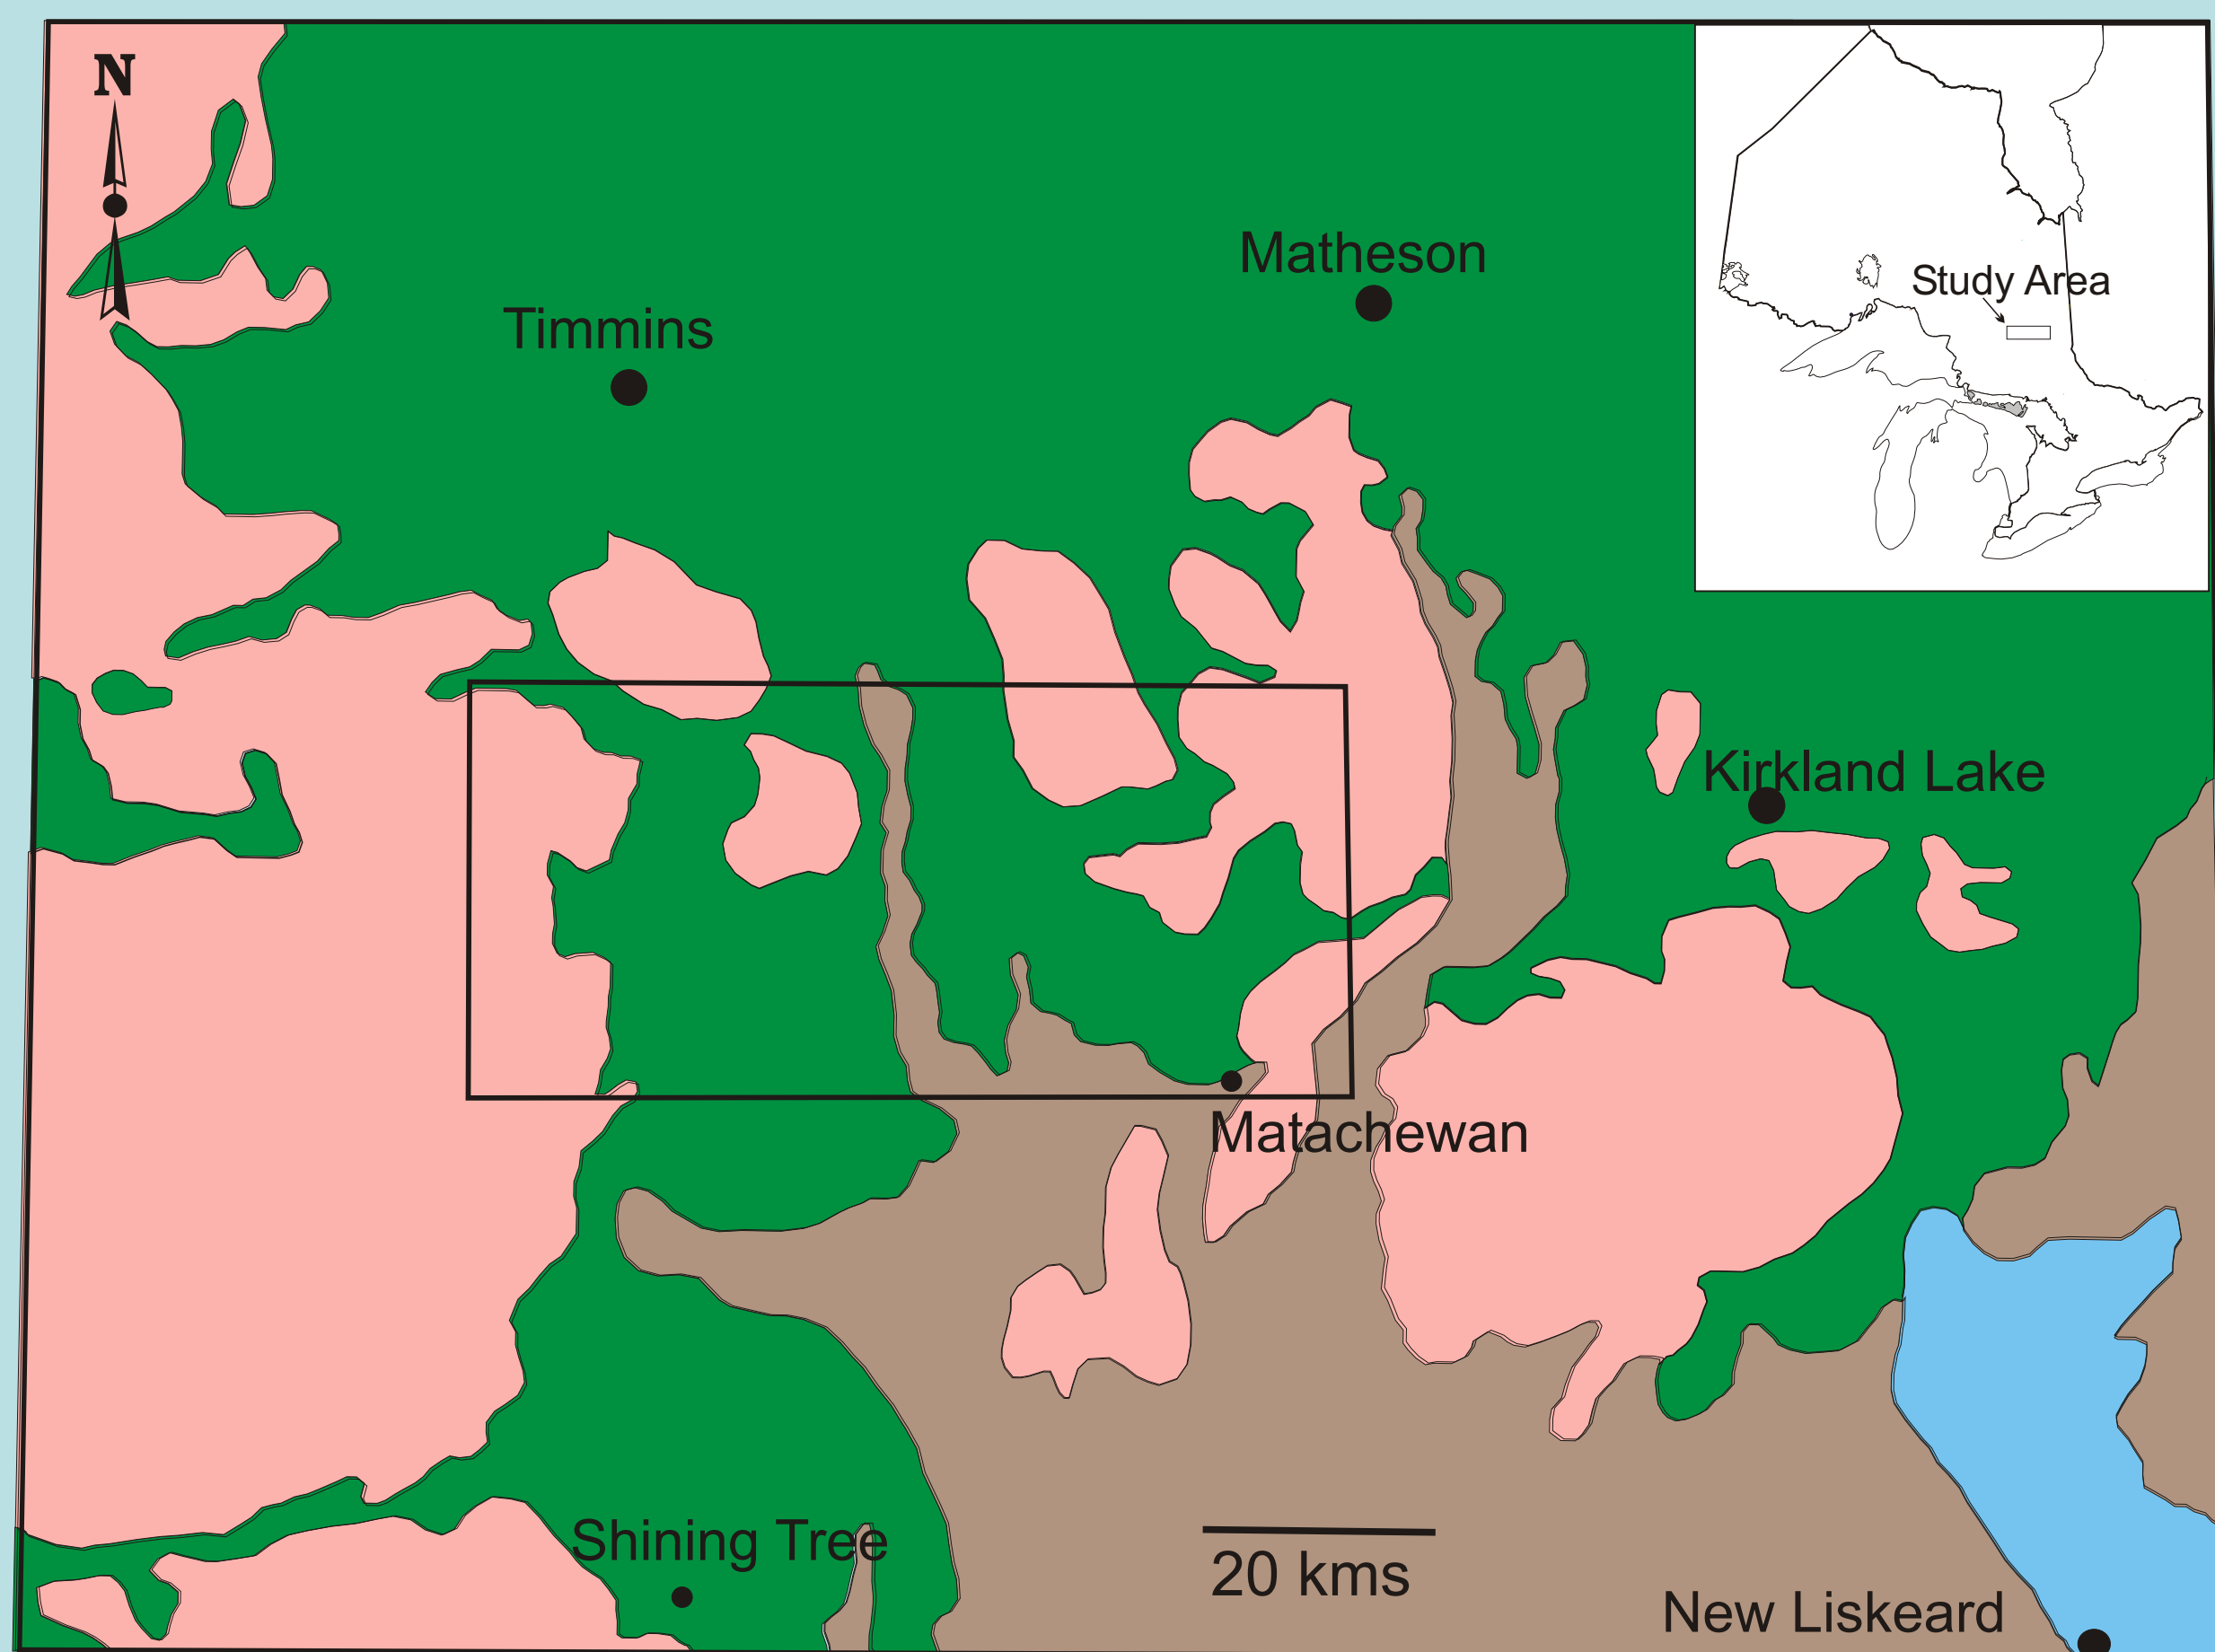 N
Matheson
Study Area
Timmins
Kirkland Lake
Matachewan
Shining Tree
20 kms
New Liskeard